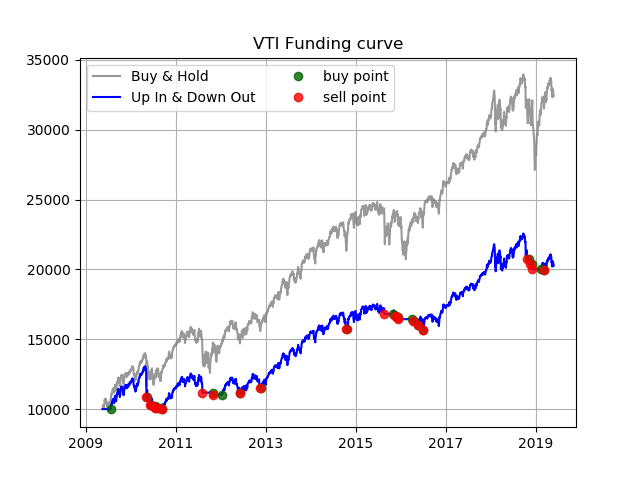 VTI Funding curve
35000
30000
25000
20000
15000
10000
Buy & Hold
Up In & Down Out
buy point
sell point
2009 2011 2013 2015 2017 2019